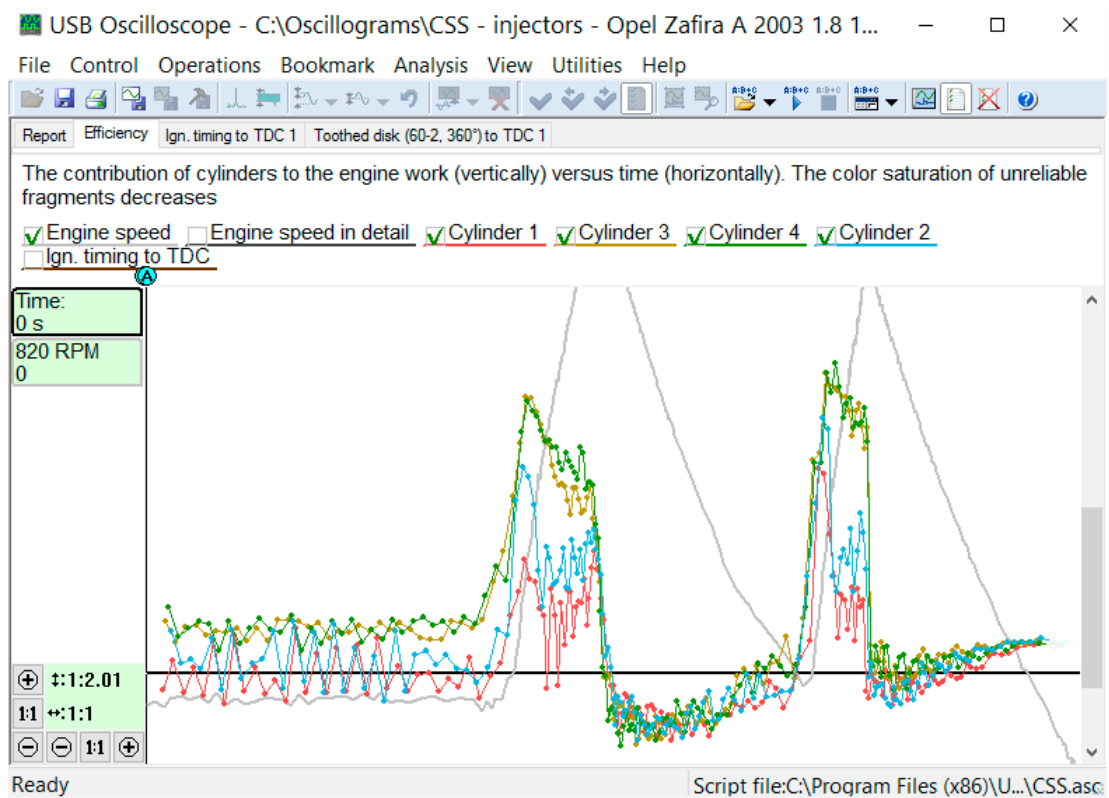 USB Oscilloscope - C:\Oscillograms\CSS - injectors - Opel Zafira A 2003 1.8 1...
File Control Operations Bookmark Analysis View Utilities Help
A:B+C A:B+C A:B+C A:B+C
Report Efficiency Ign. timing to TDC 1 Toothed disk (60-2, 360°) to TDC 1
The contribution of cylinders to the engine work (vertically) versus time (horizontally). The color saturation of unreliable
fragments decreases
Engine speed Engine speed in detail Cylinder 1 Cylinder 3 Cylinder 4 Cylinder 2
Ign. timing to TDC
A
Time:
0 s
820 RPM
0
↕:1:2.01
1:1 ↔:1:1
1:1
Ready Script file:C:\Program Files (x86)\U...\CSS.asc